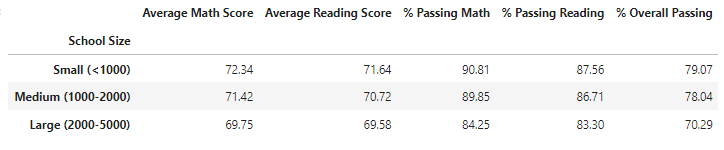 Average Math Score Average Reading Score % Passing Math % Passing Reading % Overall Passing
School Size
Small (<1000) 72.34 71.64 90.81 87.56 79.07
Medium (1000-2000) 71.42 70.72 89.85 86.71 78.04
Large (2000-5000) 69.75 69.58 84.25 83.30 70.29